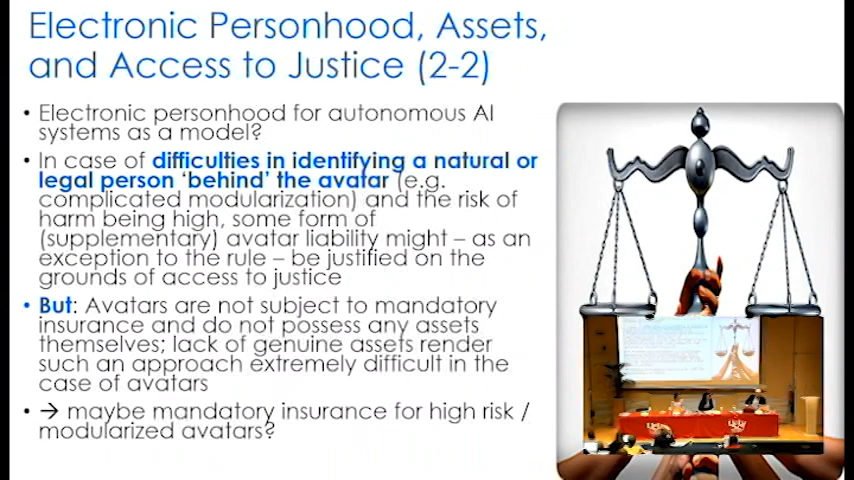 Electronic Personhood, Assets,
and Access to Justice (2-2)
• Electronic personhood for autonomous AI
systems as a model?
• In case of difficulties in identifying a natural or
legal person ‘behind’ the avatar (e.g.
complicated modularization) and the risk of
harm being high, some form of
(supplementary) avatar liability might – as an
exception to the rule – be justified on the
grounds of access to justice
• But: Avatars are not subject to mandatory
insurance and do not possess any assets
themselves; lack of genuine assets render
such an approach extremely difficult in the
case of avatars
• → maybe mandatory insurance for high risk /
modularized avatars?